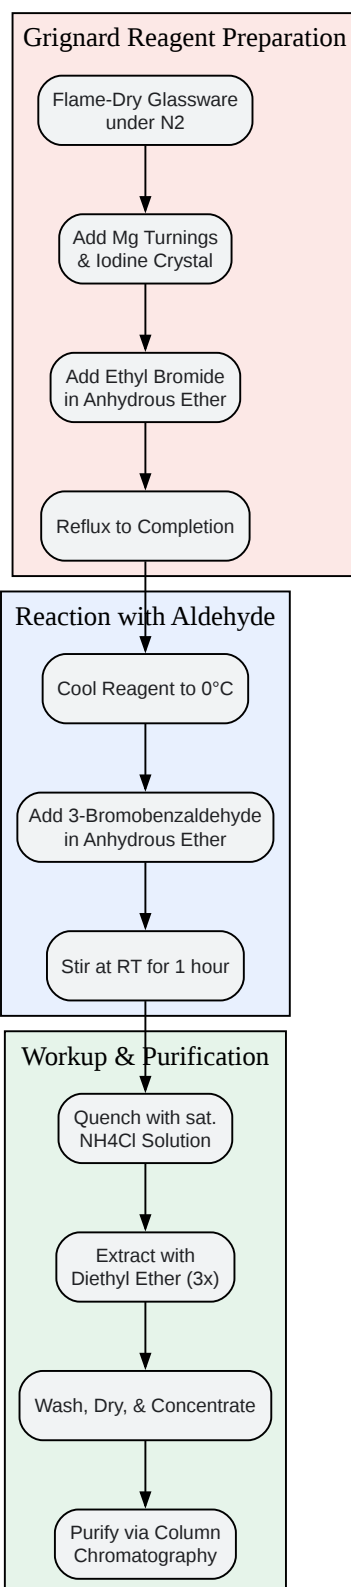 Grignard Reagent Preparation
Flame-Dry Glassware
under N2
Add Mg Turnings
& Iodine Crystal
Add Ethyl Bromide
in Anhydrous Ether
Reflux to Completion
Reaction with Aldehyde
Cool Reagent to 0°C
Add 3-Bromobenzaldehyde
in Anhydrous Ether
Stir at RT for 1 hour
Workup & Purification
Quench with sat.
NH4Cl Solution
Extract with
Diethyl Ether (3x)
Wash, Dry, & Concentrate
Purify via Column
Chromatography